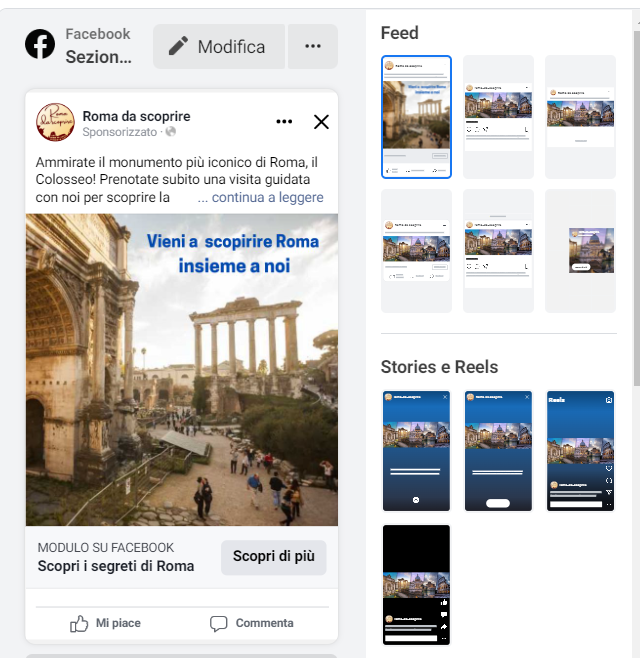 Facebook
Sezion...
Modifica
Roma da scoprire
Sponsorizzato ·
Ammirate il monumento più iconico di Roma, il
Colosseo! Prenotate subito una visita guidata
con noi per scoprire la ... continua a leggere
Vieni a scopirire Roma
insieme a noi
MODULO SU FACEBOOK
Scopri i segreti di Roma
Scopri di più
Mi piace
Commenta
Feed
Stories e Reels
Reels